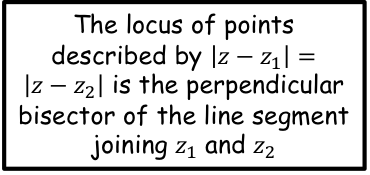 The locus of points
described by |z − z₁| =
|z − z₂| is the perpendicular
bisector of the line segment
joining z₁ and z₂